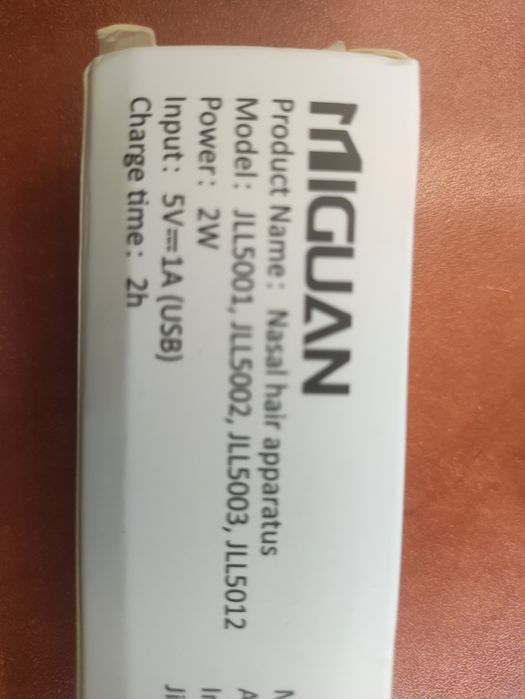 MIGUAN
Product Name: Nasal hair apparatus
Model: JLL5001, JLL5002, JLL5003, JLL5012
Power: 2W
Input: 5V⎓1A (USB)
Charge time: 2h